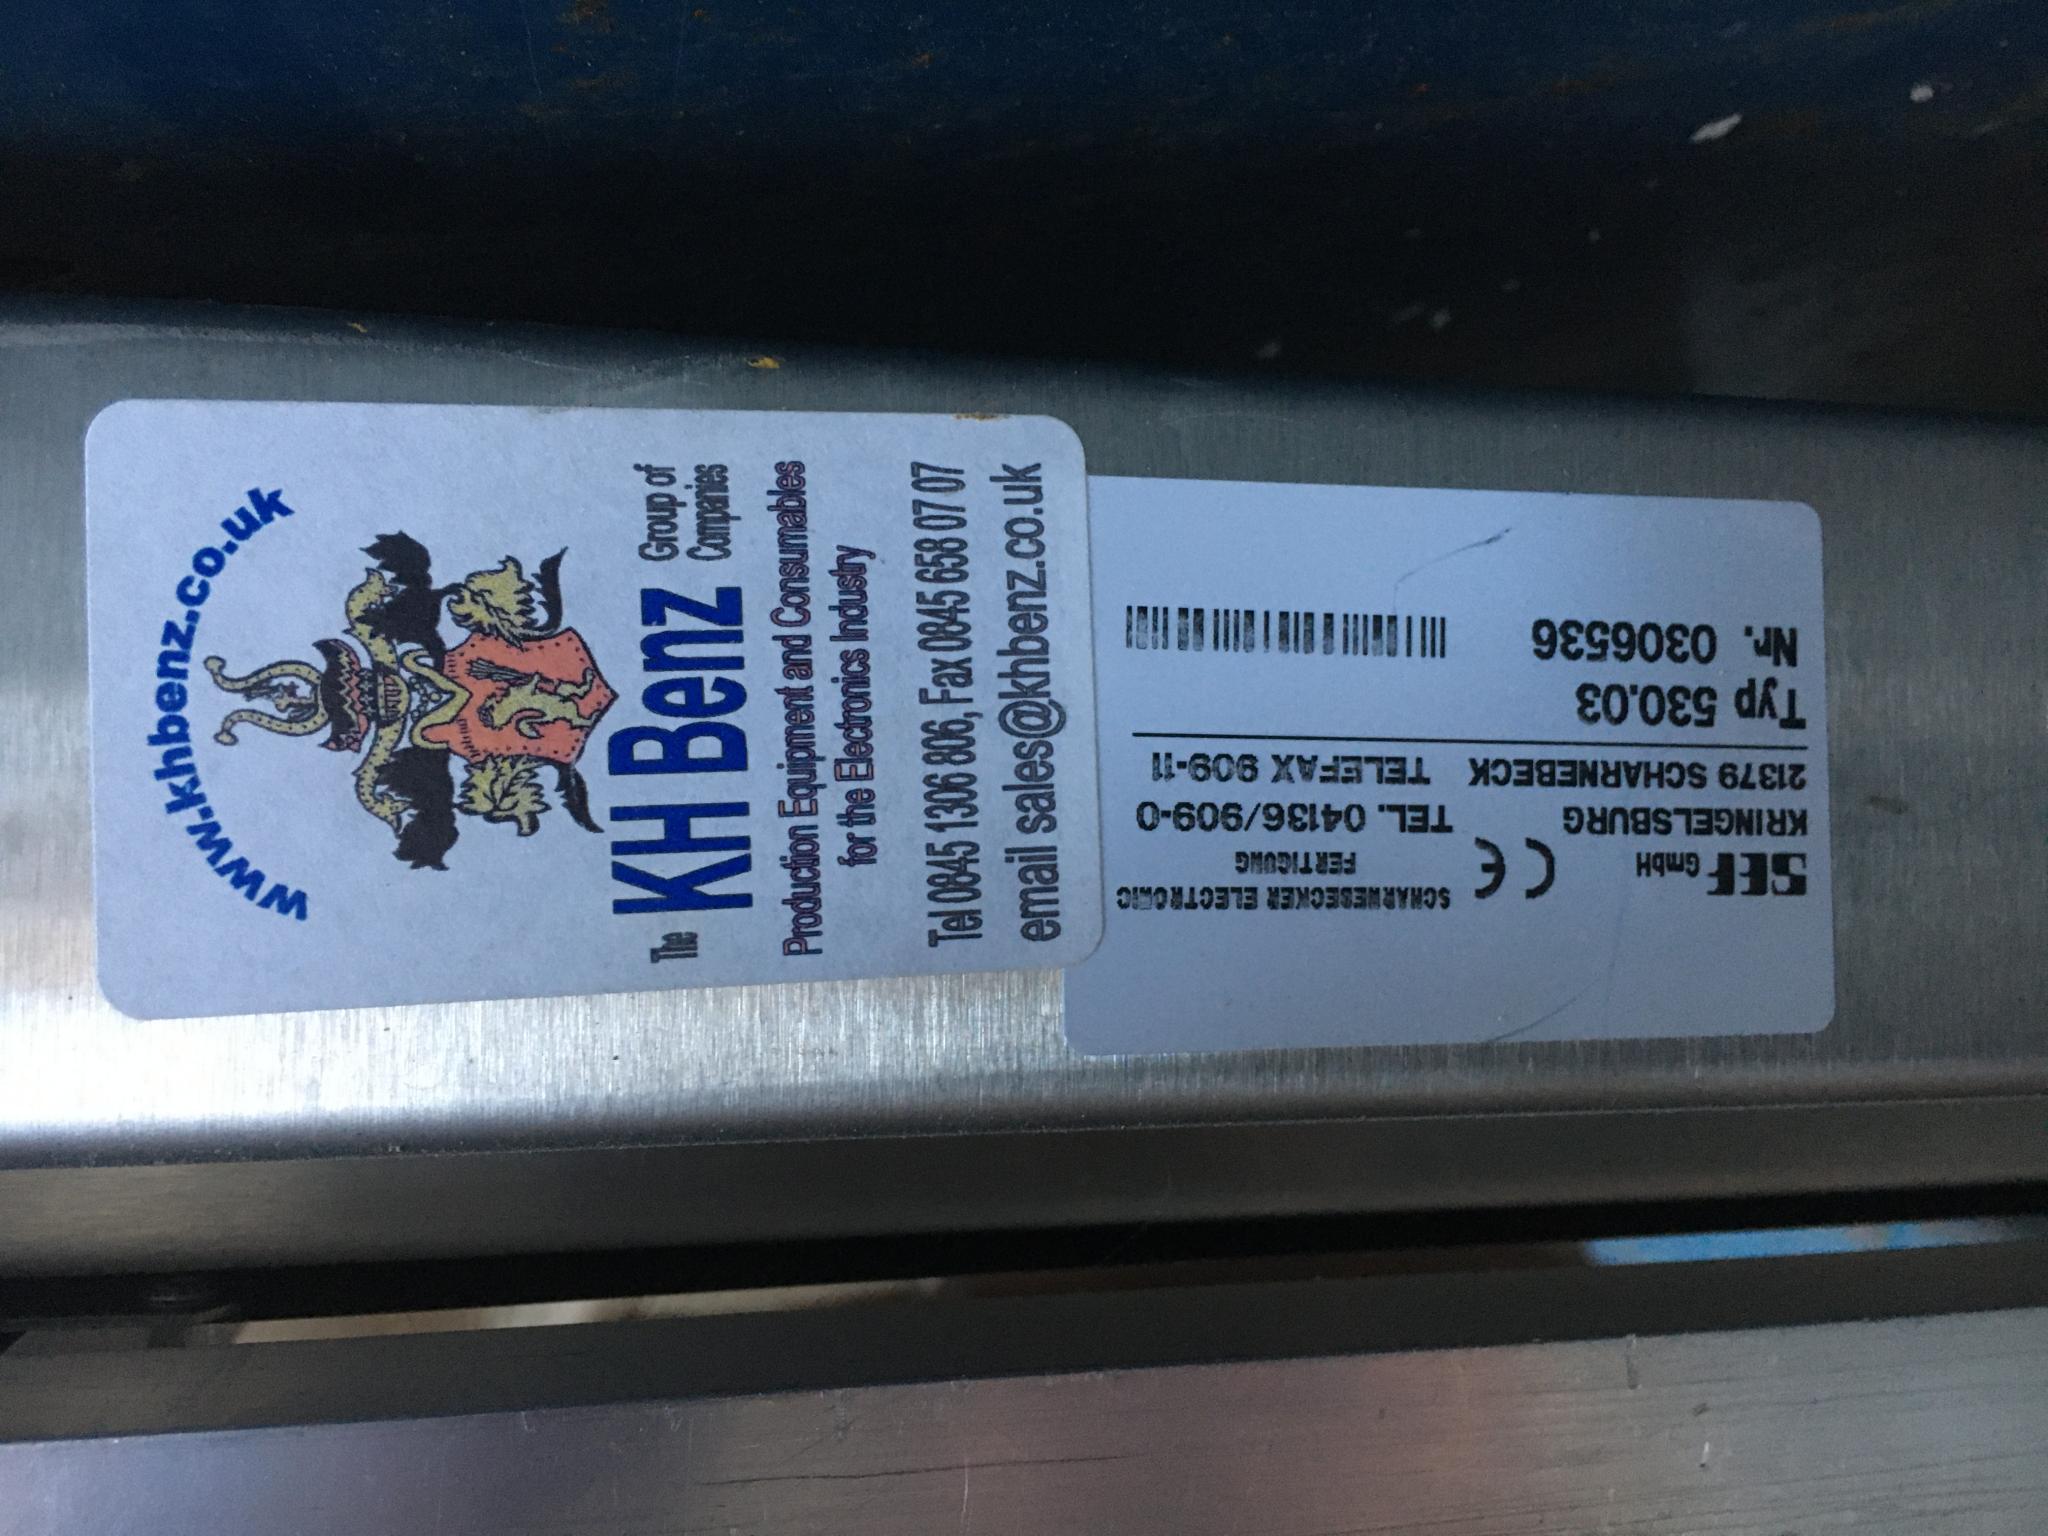 www.khbenz.co.uk
The KH Benz Group of Companies
Production Equipment and Consumables
for the Electronics Industry
Tel 0845 1306 806, Fax 0845 658 07 07
email sales@khbenz.co.uk
SEF GmbH CE SCHARNEBECKER ELECTRONIC
FERTIGUNG
KRINGELSBURG TEL. 04136/909-0
21379 SCHARNEBECK TELEFAX 909-11
Typ 530.03
Nr. 0306536